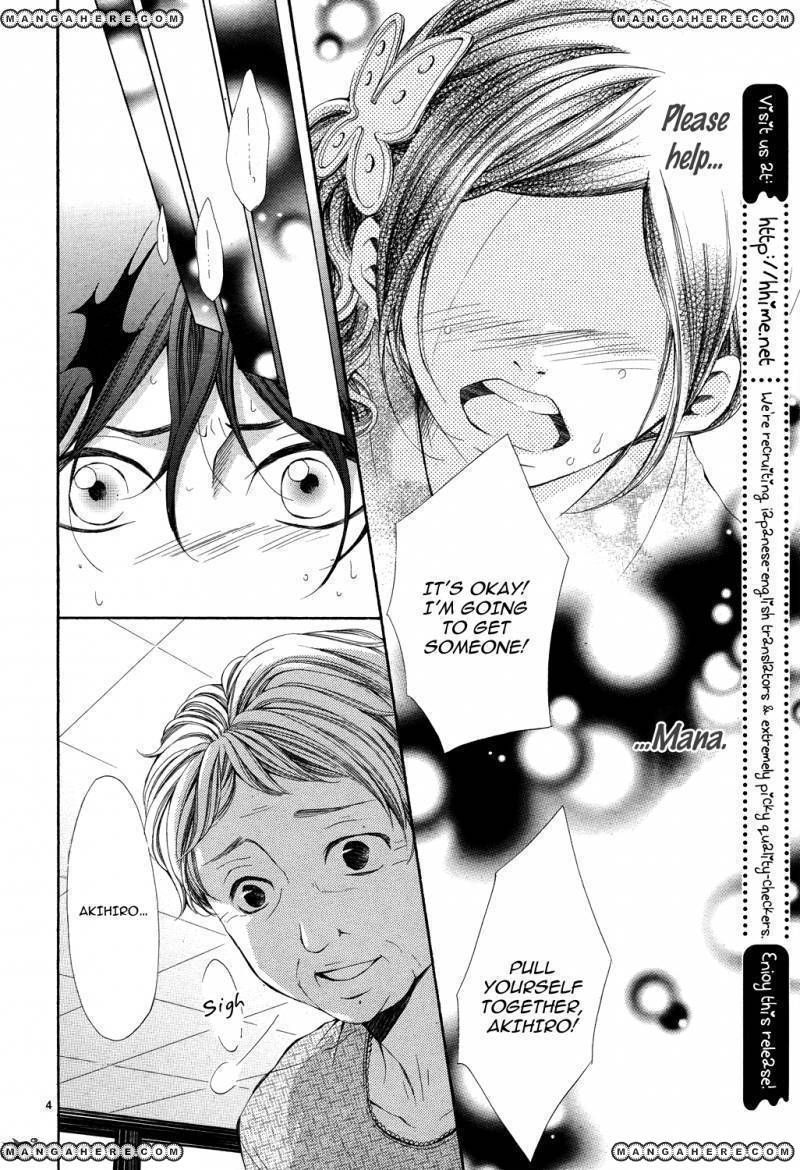 MANGAHERE.COM
MANGAHERE.COM
Please
help...
IT'S OKAY!
I'M GOING
TO GET
SOMEONE!
...Mana.
PULL
YOURSELF
TOGETHER,
AKIHIRO!
AKIHIRO...
Sigh
4
Visit us at:
http://hhime.net
We're recruiting japanese-english translators & extremely picky quality-checkers.
Enjoy this release!
MANGAHERE.COM
MANGAHERE.COM